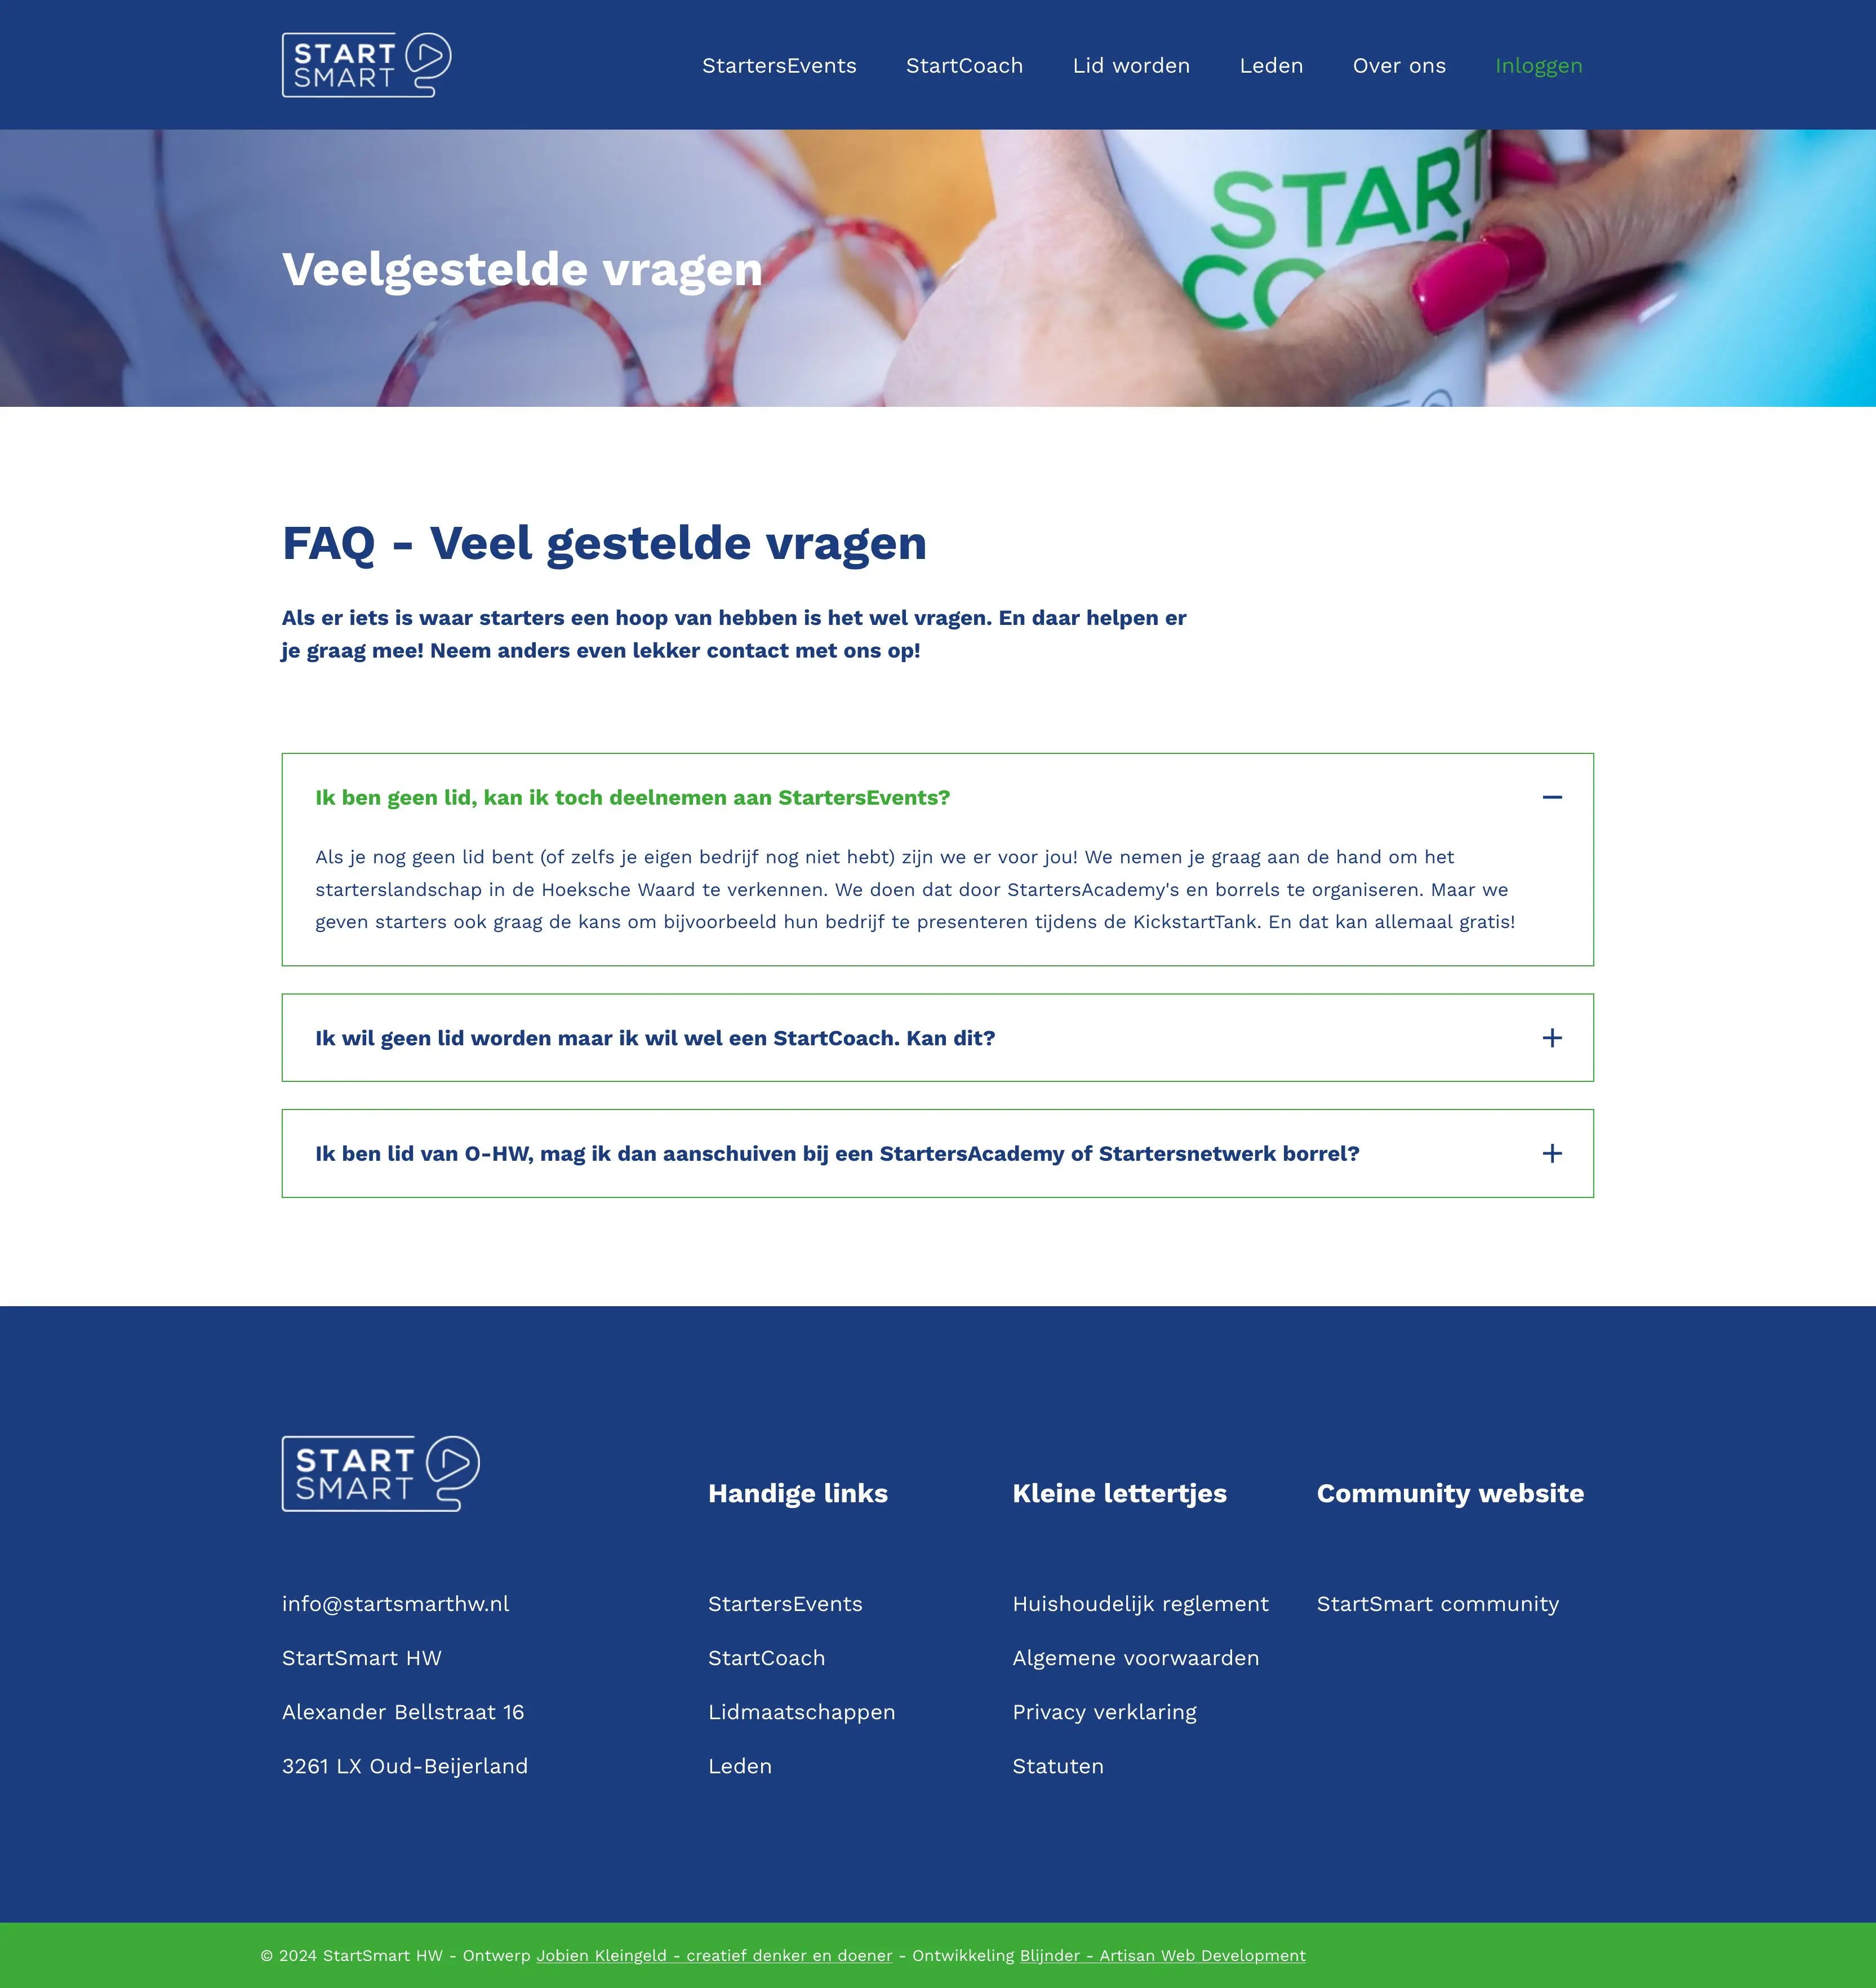 START
SMART
StartersEvents
StartCoach
Lid worden
Leden
Over ons
Inloggen
START
Veelgestelde vragen
FAQ - Veel gestelde vragen
Als er iets is waar starters een hoop van hebben is het wel vragen. En daar helpen er
je graag mee! Neem anders even lekker contact met ons op!
Ik ben geen lid, kan ik toch deelnemen aan StartersEvents?
Als je nog geen lid bent (of zelfs je eigen bedrijf nog niet hebt) zijn we er voor jou! We nemen je graag aan de hand om het
starterslandschap in de Hoeksche Waard te verkennen. We doen dat door StartersAcademy's en borrels te organiseren. Maar we
geven starters ook graag de kans om bijvoorbeeld hun bedrijf te presenteren tijdens de KickstartTank. En dat kan allemaal gratis!
Ik wil geen lid worden maar ik wil wel een StartCoach. Kan dit?
Ik ben lid van O-HW, mag ik dan aanschuiven bij een StartersAcademy of Startersnetwerk borrel?
START
SMART
info@startsmarthw.nl
StartSmart HW
Alexander Bellstraat 16
3261 LX Oud-Beijerland
Handige links
StartersEvents
StartCoach
Lidmaatschappen
Leden
Kleine lettertjes
Huishoudelijk reglement
Algemene voorwaarden
Privacy verklaring
Statuten
Community website
StartSmart community
© 2024 StartSmart HW - Ontwerp Jobien Kleingeld - creatief denker en doener - Ontwikkeling Blijnder - Artisan Web Development